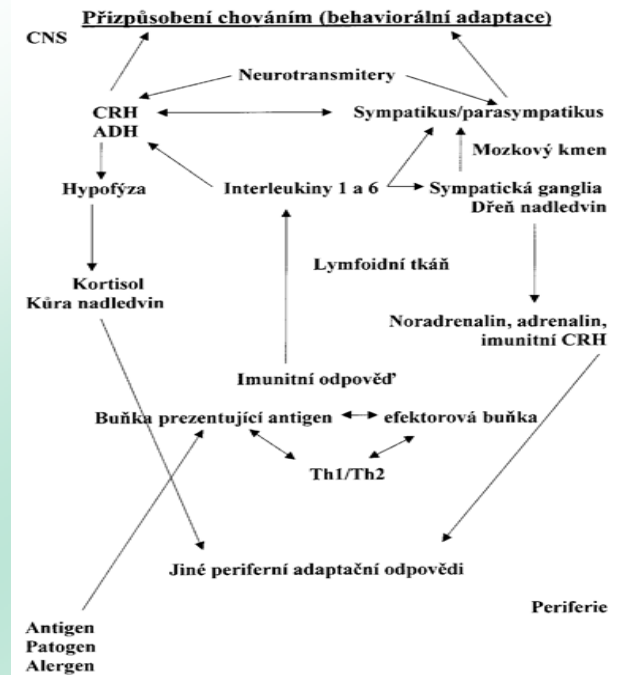 Přizpůsobení chováním (behaviorální adaptace)
CNS
Neurotransmitery
CRH
ADH
Sympatikus/parasympatikus
Mozkový kmen
Hypofýza
Interleukiny 1 a 6
Sympatická ganglia
Dřeň nadledvin
Lymfoidní tkáň
Kortisol
Kůra nadledvin
Noradrenalin, adrenalin,
imunitní CRH
Imunitní odpověď
Buňka prezentující antigen
efektorová buňka
Th1/Th2
Jiné periferní adaptační odpovědi
Periferie
Antigen
Patogen
Alergen